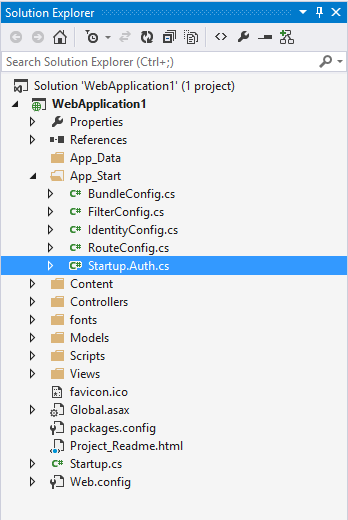 Solution Explorer
Search Solution Explorer (Ctrl+;)
Solution 'WebApplication1' (1 project)
WebApplication1
Properties
References
App_Data
App_Start
C# BundleConfig.cs
C# FilterConfig.cs
C# IdentityConfig.cs
C# RouteConfig.cs
C# Startup.Auth.cs
Content
Controllers
fonts
Models
Scripts
Views
favicon.ico
Global.asax
packages.config
Project_Readme.html
C# Startup.cs
Web.config